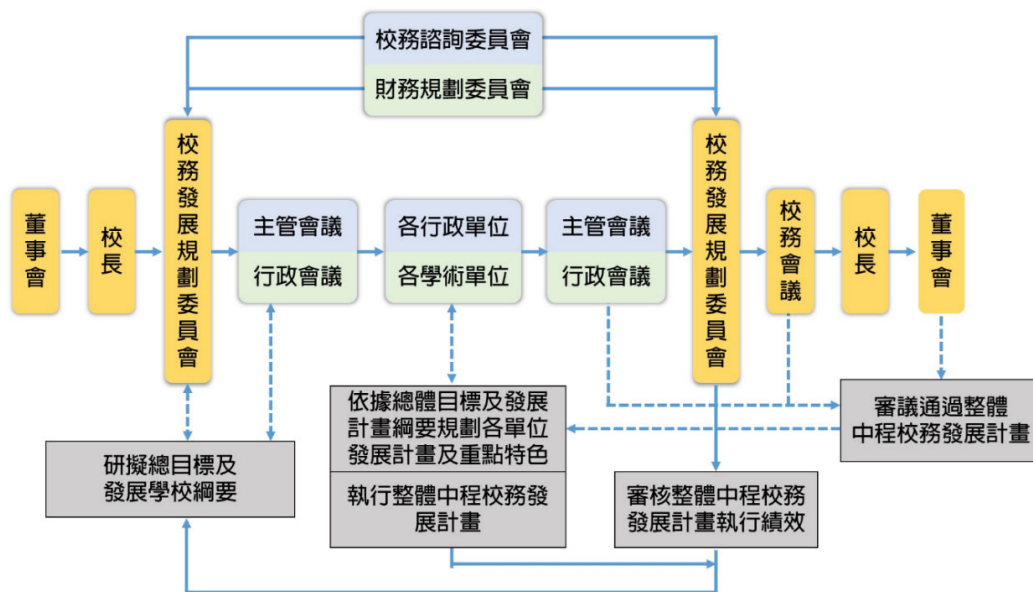 校務諮詢委員會
財務規劃委員會
董事會
校長
校務發展規劃委員會
主管會議
行政會議
各行政單位
各學術單位
主管會議
行政會議
校務發展規劃委員會
校務會議
校長
董事會
研擬總目標及
發展學校綱要
依據總體目標及發展
計畫綱要規劃各單位
發展計畫及重點特色
執行整體中程校務發
展計畫
審核整體中程校務
發展計畫執行績效
審議通過整體
中程校務發展計畫